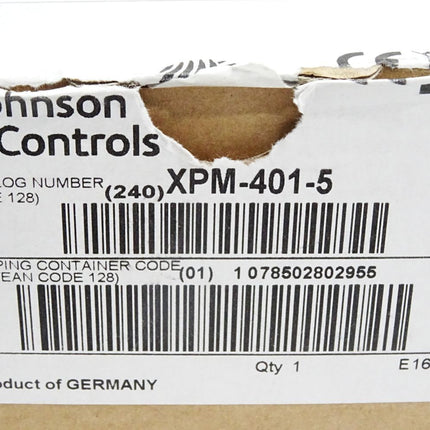 ohnson
Controls
LOG NUMBER
E 128)
(240) XPM-401-5
PING CONTAINER CODE
EAN CODE 128)
(01) 1 078502802955
Qty 1
E16
oduct of GERMANY